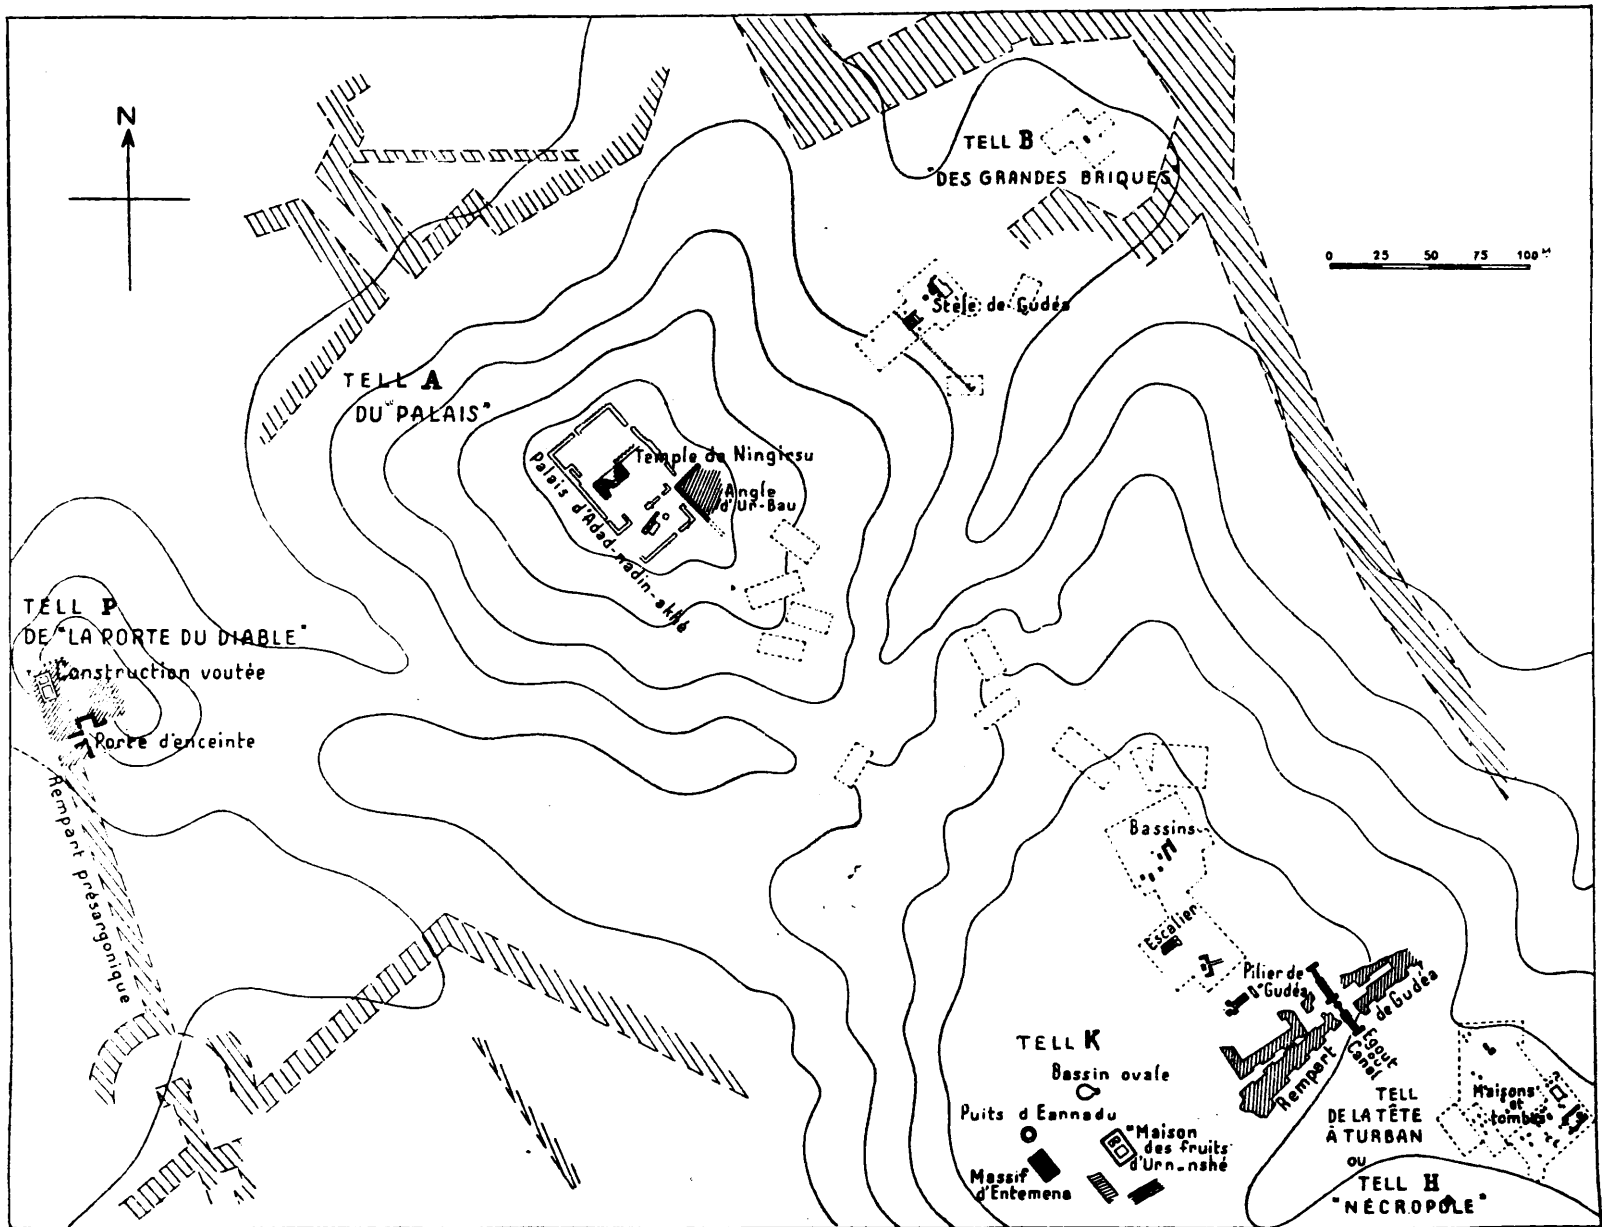 N
TELL B
"DES GRANDES BRIQUES"
0 25 50 75 100 M
Stèle de Gudéa
TELL A
DU "PALAIS"
Temple de Ningirsu
Palais d'Adad-nadin-akhé
Angle
d'Ur-Bau
TELL P
DE "LA PORTE DU DIABLE"
Construction voutée
Porte d'enceinte
Rempart présargonique
Bassins
Escalier
Pilier de
Gudéa
Rempart de Gudéa
Egout
ou
Canal
TELL K
Bassin ovale
Puits d'Eannadu
"Maison
des fruits"
d'Urn-nshé
Massif
d'Entemena
Maisons
et
tombes
TELL
DE LA TÊTE
À TURBAN
OU
TELL H
"NÉCROPOLE"